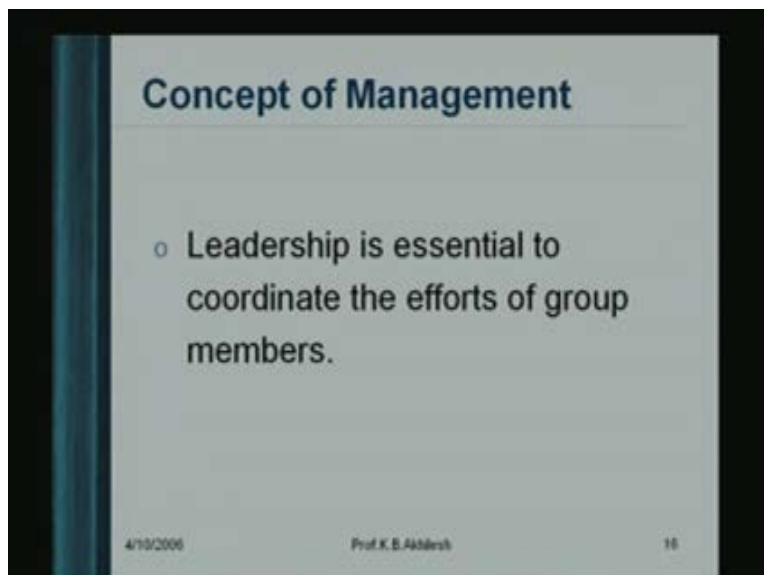 Concept of Management
o Leadership is essential to
coordinate the efforts of group
members.
4/10/2006 Prof.K.B.Akhilesh 16